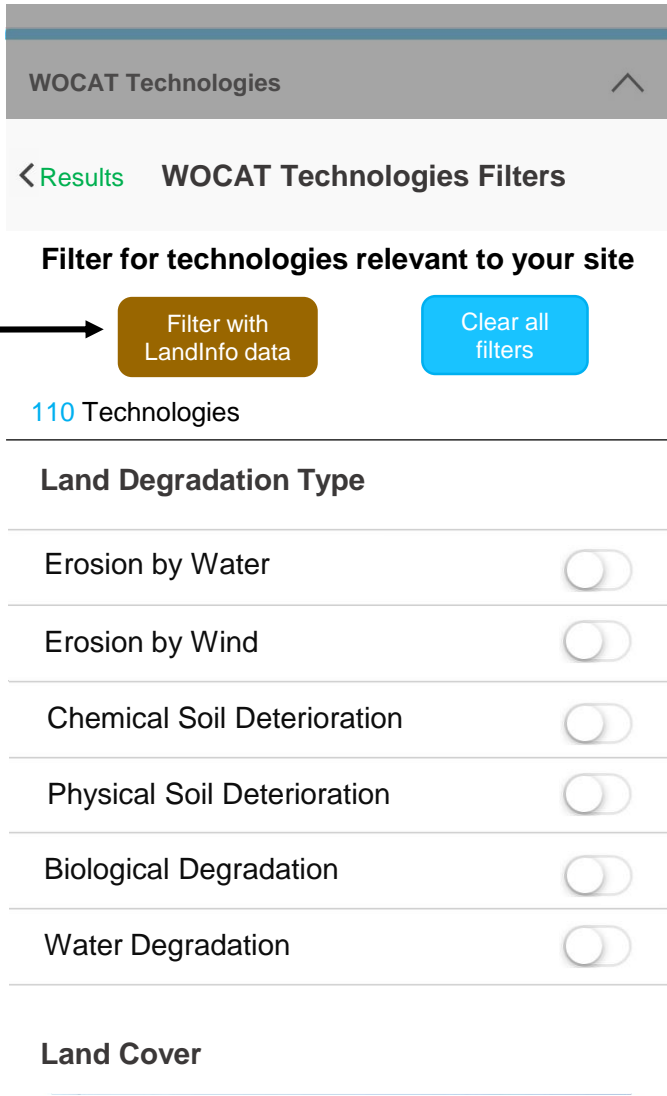 WOCAT Technologies
Results WOCAT Technologies Filters
Filter for technologies relevant to your site
Filter with
LandInfo data
Clear all
filters
110 Technologies
Land Degradation Type
Erosion by Water
Erosion by Wind
Chemical Soil Deterioration
Physical Soil Deterioration
Biological Degradation
Water Degradation
Land Cover